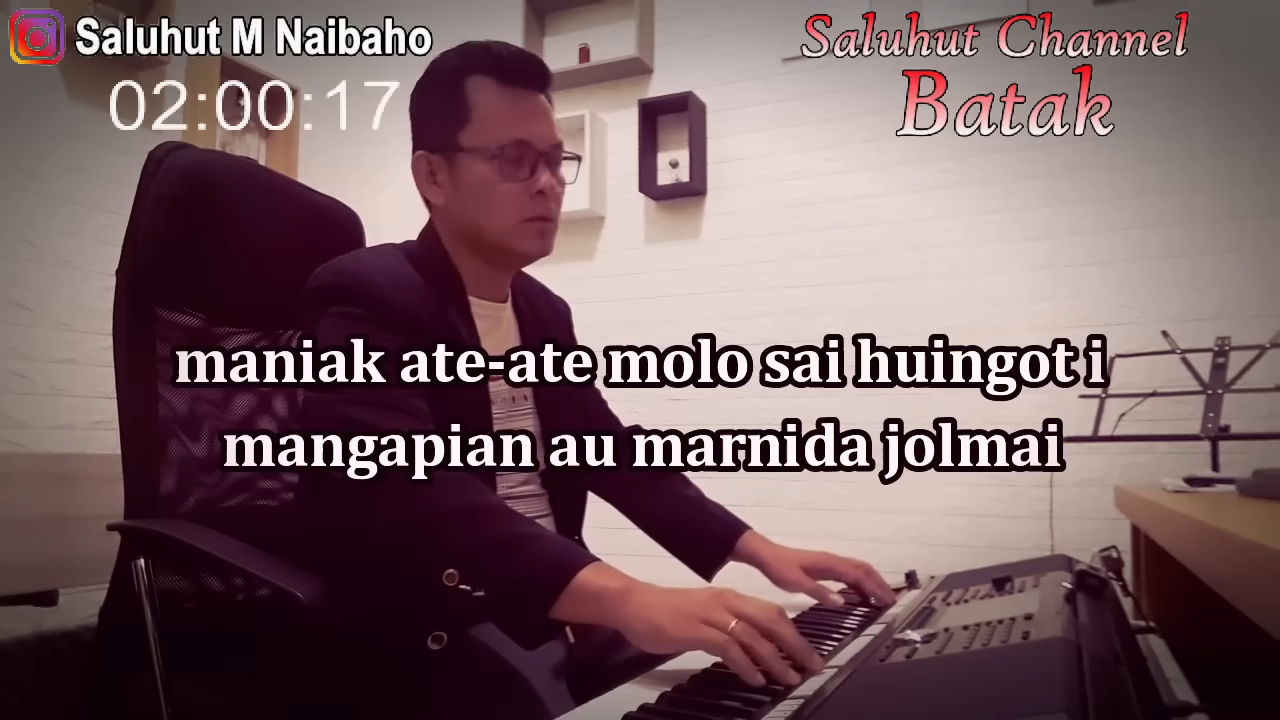 Saluhut M Naibaho
Saluhut Channel
02:00:17
Batak
maniak ate-ate molo sai huingot i
mangapian au marnida jolmai